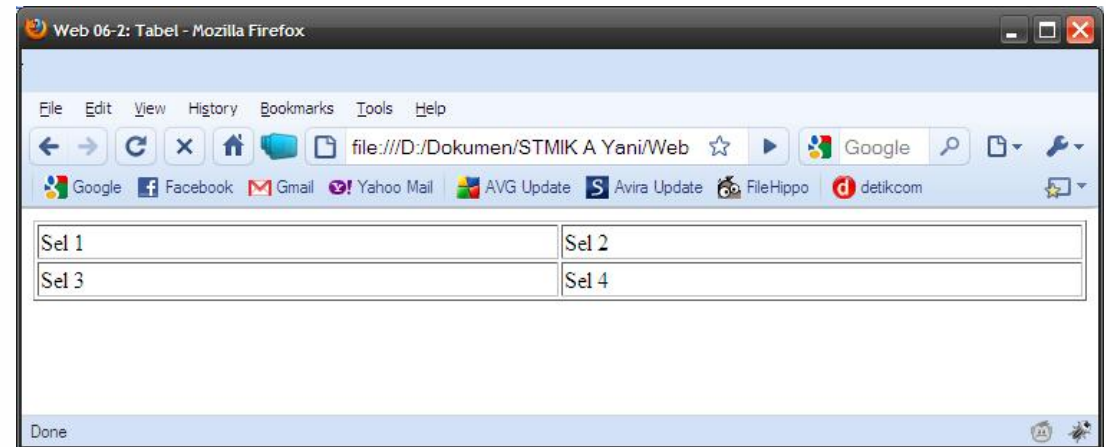 Web 06-2: Tabel - Mozilla Firefox
File Edit View History Bookmarks Tools Help
file:///D:/Dokumen/STMIK A Yani/Web Google
Google Facebook Gmail Yahoo Mail AVG Update Avira Update FileHippo detikcom
Sel 1 Sel 2
Sel 3 Sel 4
Done